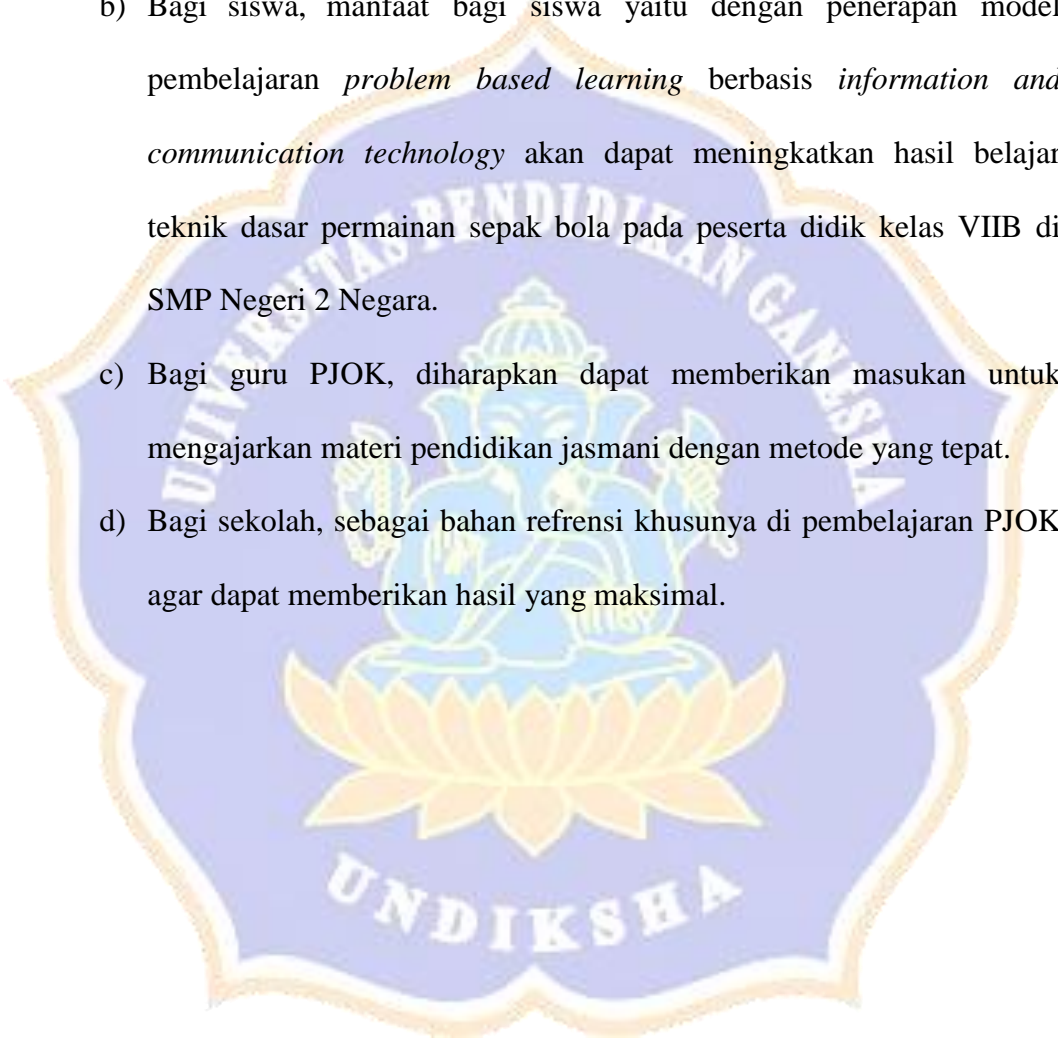 b) Bagi siswa, manfaat bagi siswa yaitu dengan penerapan model
pembelajaran problem based learning berbasis information and
communication technology akan dapat meningkatkan hasil belajar
teknik dasar permainan sepak bola pada peserta didik kelas VIIB di
SMP Negeri 2 Negara.
c) Bagi guru PJOK, diharapkan dapat memberikan masukan untuk
mengajarkan materi pendidikan jasmani dengan metode yang tepat.
d) Bagi sekolah, sebagai bahan refrensi khusunya di pembelajaran PJOK
agar dapat memberikan hasil yang maksimal.
UNIVERSITAS PENDIDIKAN GANESHA
UNDIKSHA